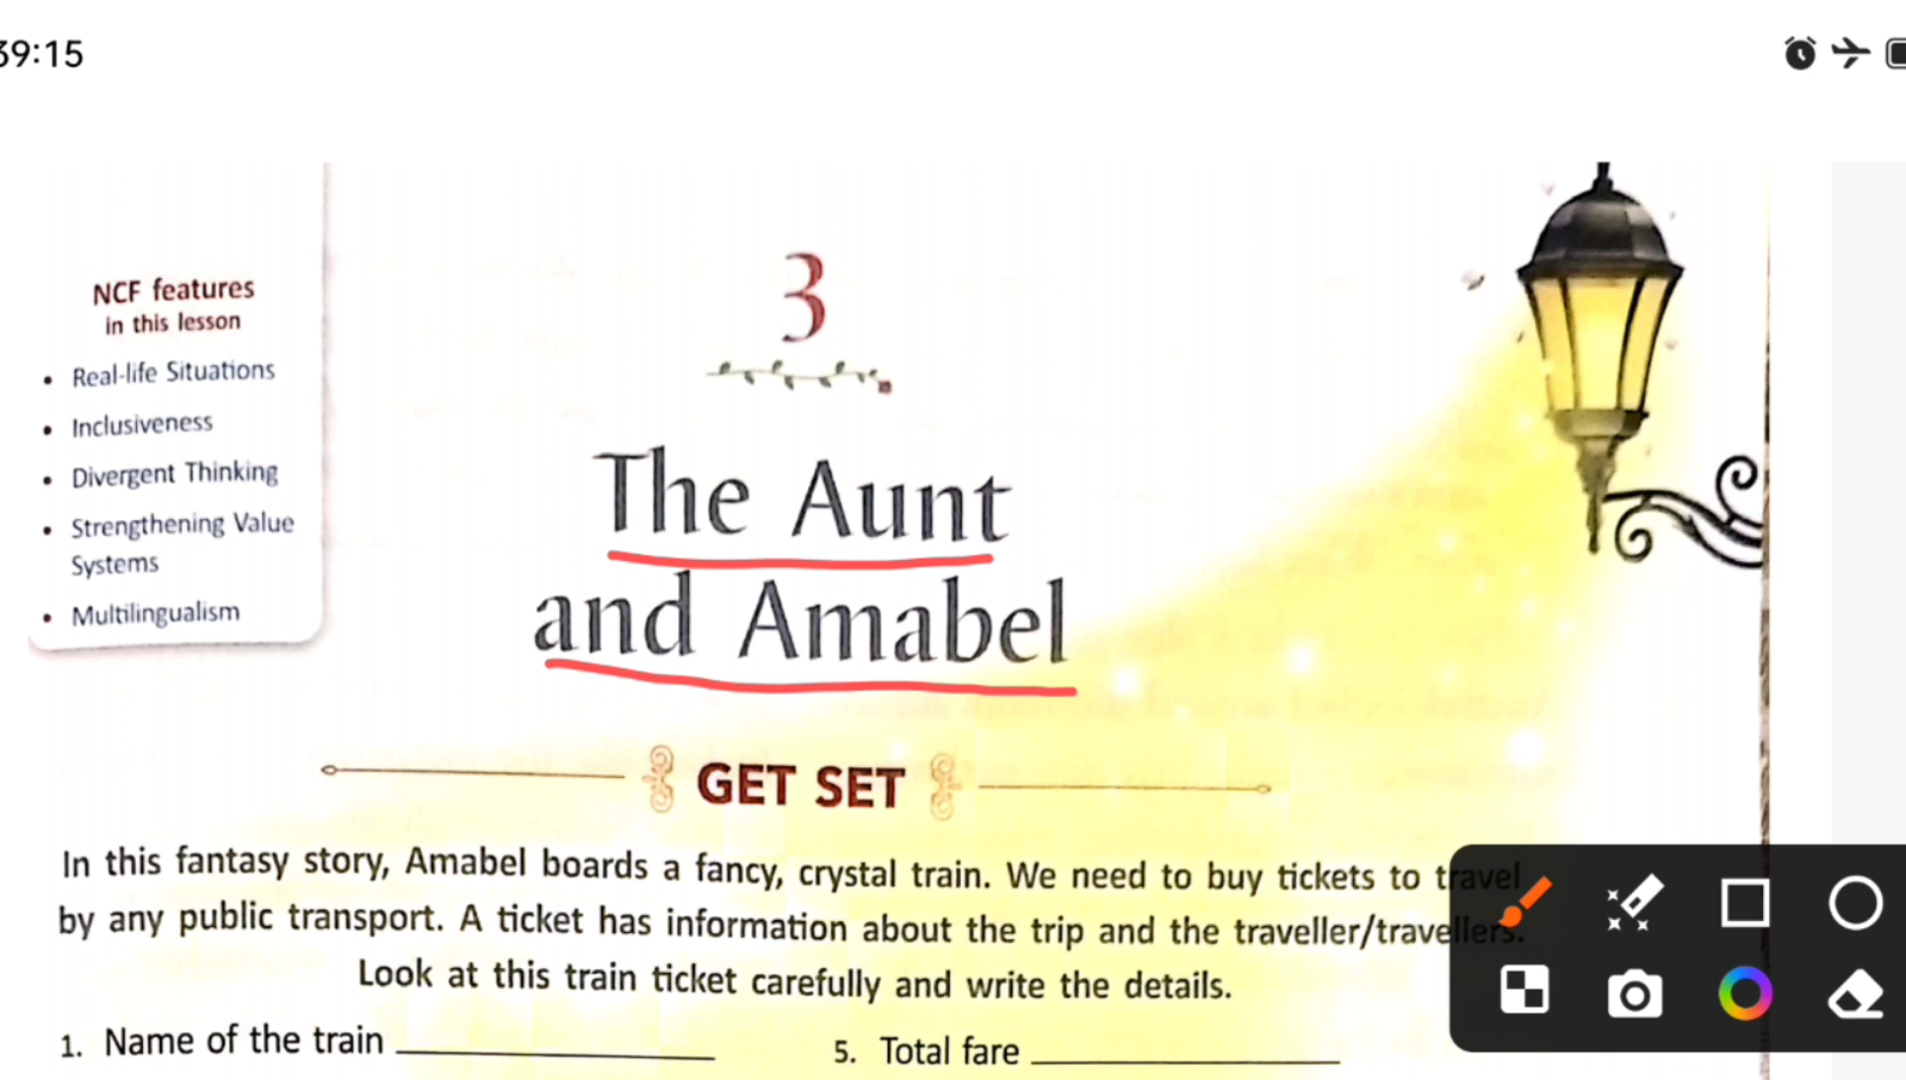 39:15
NCF features
in this lesson
• Real-life Situations
• Inclusiveness
• Divergent Thinking
• Strengthening Value
Systems
• Multilingualism
3
The Aunt
and Amabel
GET SET
In this fantasy story, Amabel boards a fancy, crystal train. We need to buy tickets to travel
by any public transport. A ticket has information about the trip and the traveller/travellers.
Look at this train ticket carefully and write the details.
1. Name of the train
5. Total fare